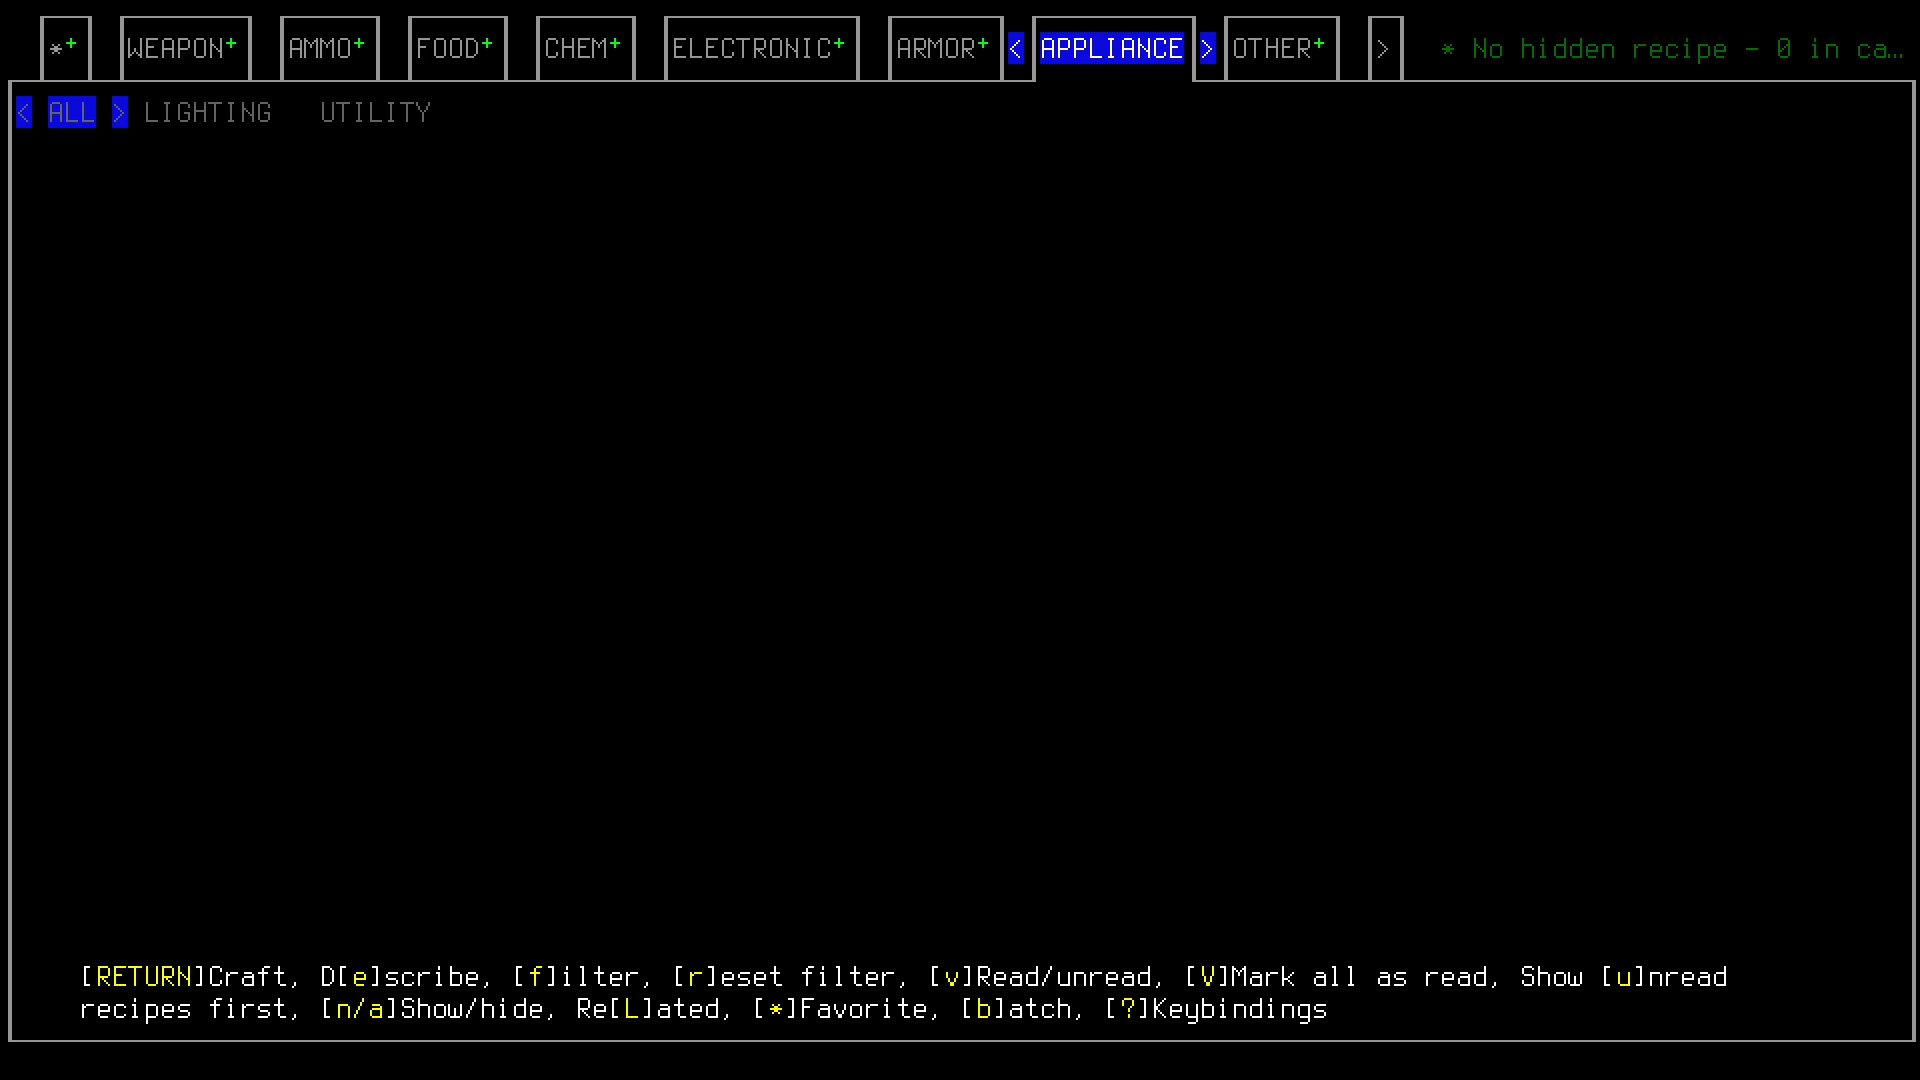 *+ WEAPON+ AMMO+ FOOD+ CHEM+ ELECTRONIC+ ARMOR+ < APPLIANCE > OTHER+ > * No hidden recipe - 0 in ca…
< ALL > LIGHTING UTILITY
[RETURN]Craft, D[e]scribe, [f]ilter, [r]eset filter, [v]Read/unread, [V]Mark all as read, Show [u]nread
recipes first, [n/a]Show/hide, Re[L]ated, [*]Favorite, [b]atch, [?]Keybindings